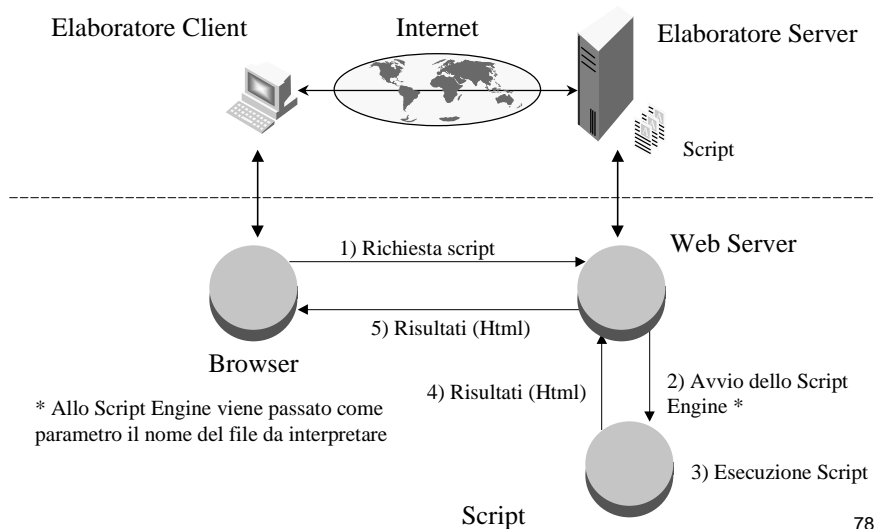 Elaboratore Client
Internet
Elaboratore Server
Script
Web Server
1) Richiesta script
5) Risultati (Html)
Browser
4) Risultati (Html)
2) Avvio dello Script
Engine *
* Allo Script Engine viene passato come
parametro il nome del file da interpretare
3) Esecuzione Script
Script
78